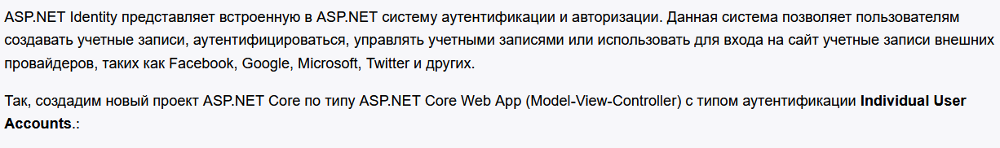 ASP.NET Identity представляет встроенную в ASP.NET систему аутентификации и авторизации. Данная система позволяет пользователям
создавать учетные записи, аутентифицироваться, управлять учетными записями или использовать для входа на сайт учетные записи внешних
провайдеров, таких как Facebook, Google, Microsoft, Twitter и других.
Так, создадим новый проект ASP.NET Core по типу ASP.NET Core Web App (Model-View-Controller) с типом аутентификации Individual User
Accounts.: